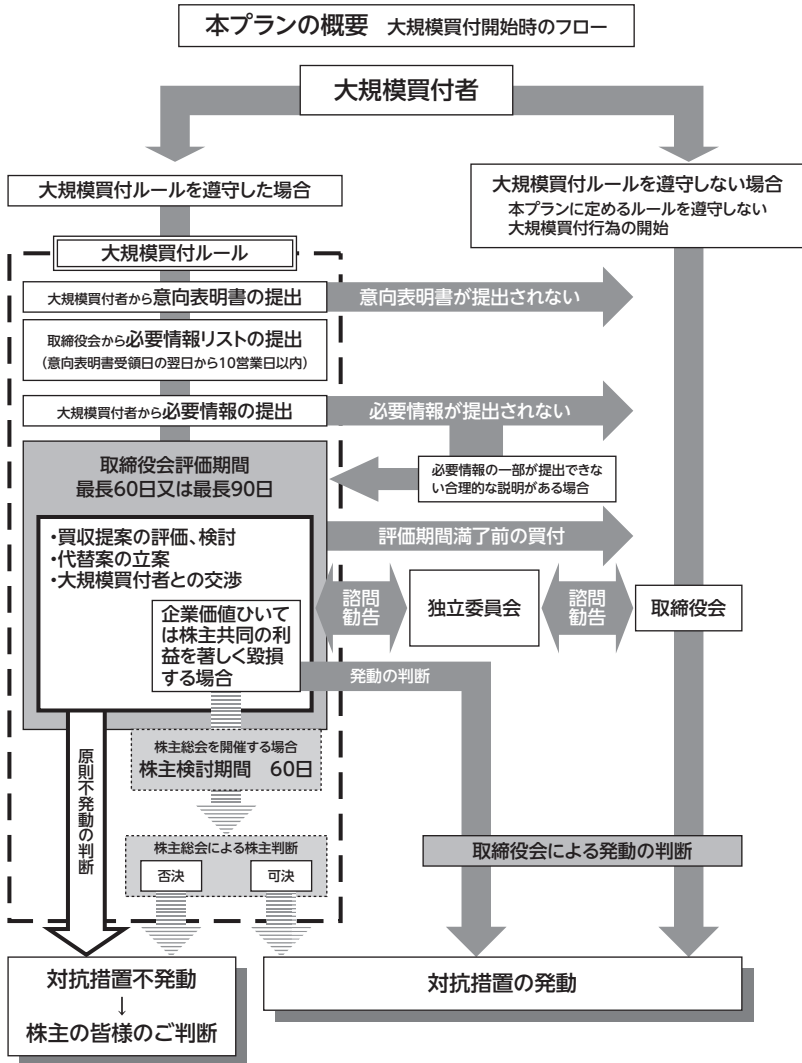 本プランの概要 大規模買付開始時のフロー
大規模買付者
大規模買付ルールを遵守した場合
大規模買付ルールを遵守しない場合
本プランに定めるルールを遵守しない
大規模買付行為の開始
大規模買付ルール
大規模買付者から意向表明書の提出
意向表明書が提出されない
取締役会から必要情報リストの提出
(意向表明書受領日の翌日から10営業日以内)
大規模買付者から必要情報の提出
必要情報が提出されない
取締役会評価期間
最長60日又は最長90日
必要情報の一部が提出できな
い合理的な説明がある場合
・買収提案の評価、検討
・代替案の立案
・大規模買付者との交渉
評価期間満了前の買付
企業価値ひいて
は株主共同の利
益を著しく毀損
する場合
諮問
勧告
独立委員会
諮問
勧告
取締役会
発動の判断
株主総会を開催する場合
株主検討期間 60日
原則不発動の判断
株主総会による株主判断
否決
可決
取締役会による発動の判断
対抗措置不発動
↓
株主の皆様のご判断
対抗措置の発動